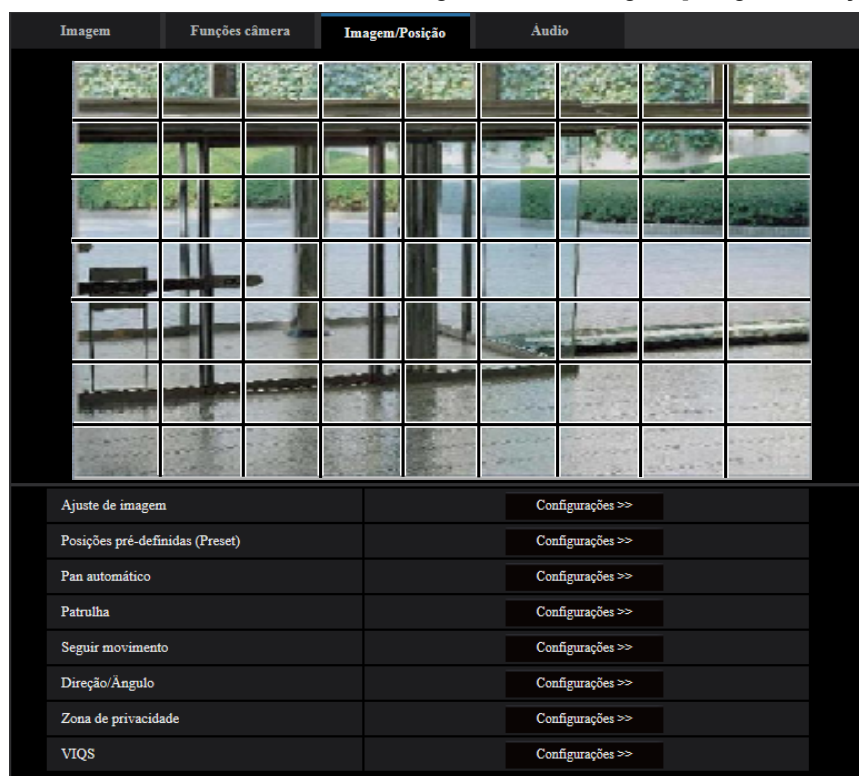 Imagem Funções câmera Imagem/Posição Áudio
Ajuste de imagem Configurações >>
Posições pré-definidas (Preset) Configurações >>
Pan automático Configurações >>
Patrulha Configurações >>
Seguir movimento Configurações >>
Direção/Ângulo Configurações >>
Zona de privacidade Configurações >>
VIQS Configurações >>